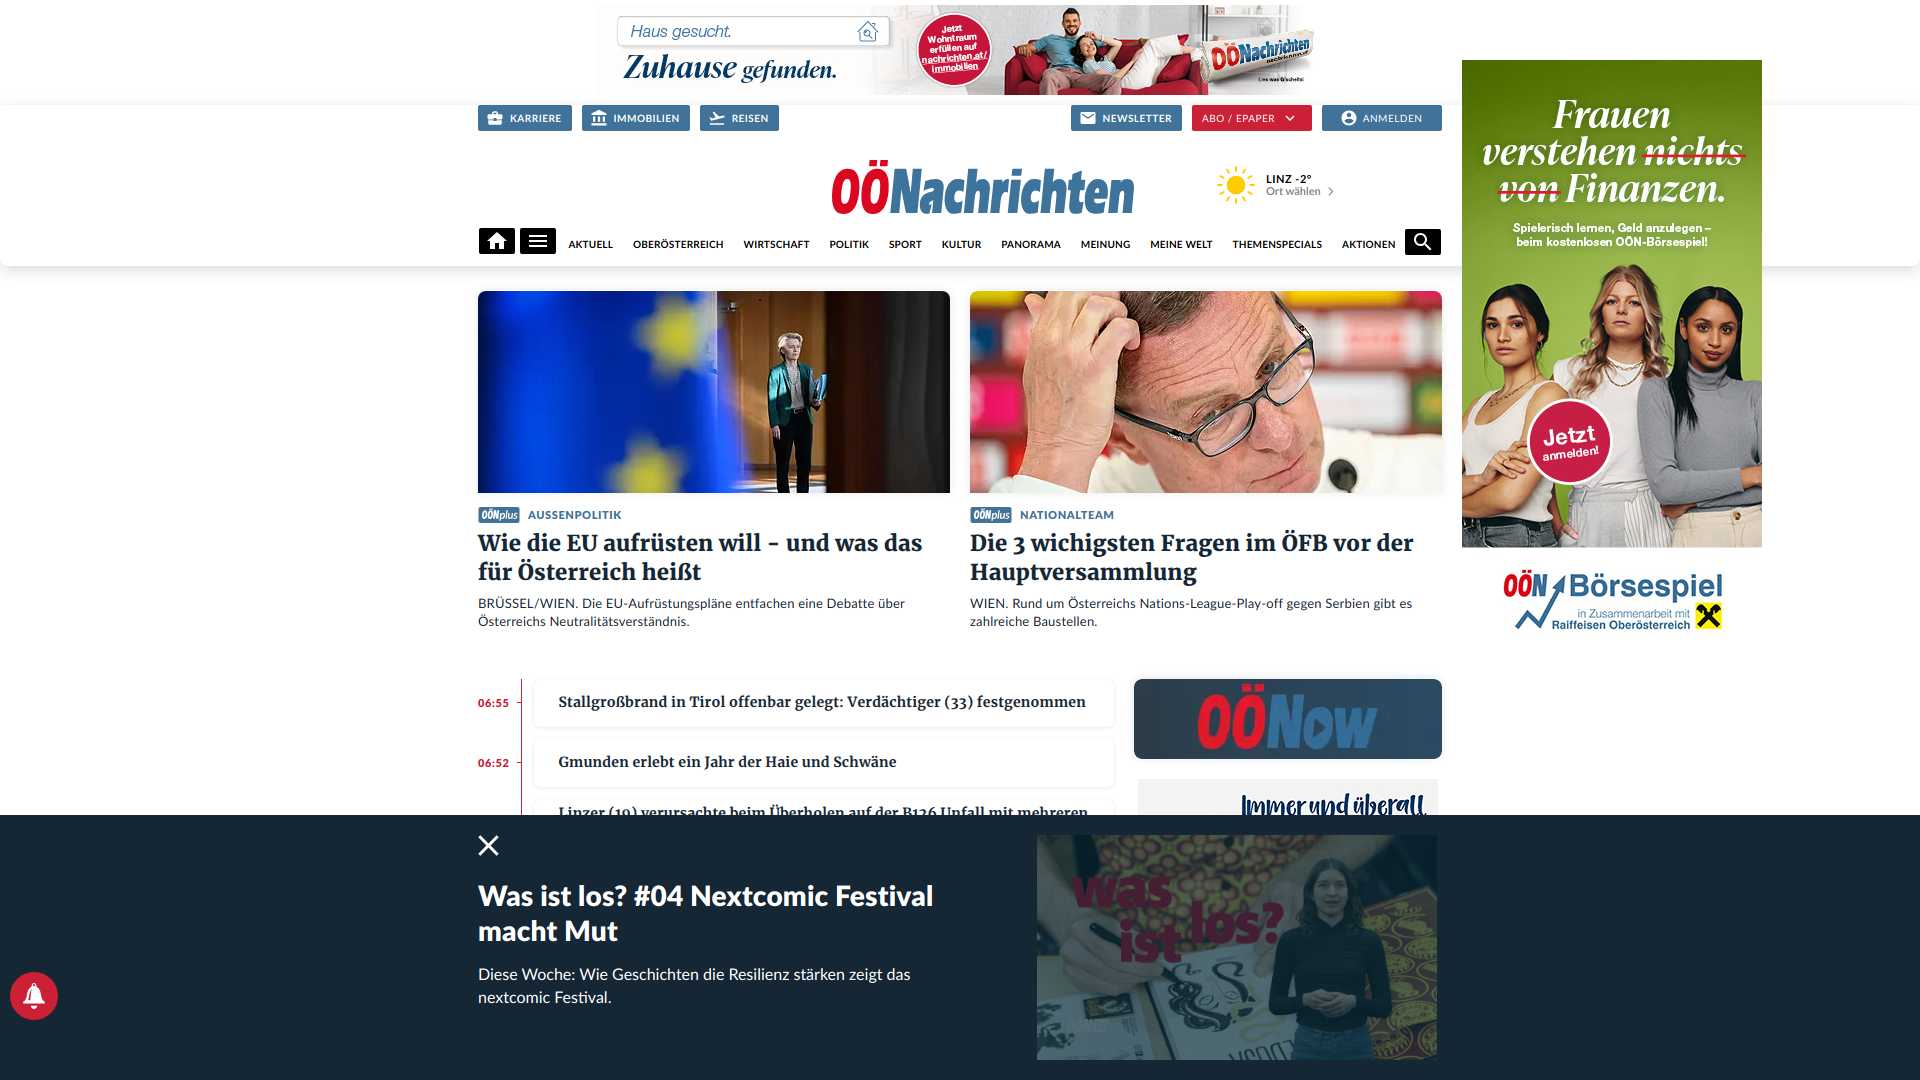 Haus gesucht.
Zuhause gefunden.
Jetzt
Wohntraum
erfüllen auf
nachrichten.at/
immobilien
OÖNachrichten
Lies was G'scheits!
KARRIERE
IMMOBILIEN
REISEN
NEWSLETTER
ABO / EPAPER
ANMELDEN
OÖNachrichten
LINZ -2°
Ort wählen
AKTUELL
OBERÖSTERREICH
WIRTSCHAFT
POLITIK
SPORT
KULTUR
PANORAMA
MEINUNG
MEINE WELT
THEMENSPECIALS
AKTIONEN
Frauen
verstehen nichts
von Finanzen.
Spielerisch lernen, Geld anzulegen –
beim kostenlosen OÖN-Börsespiel!
Jetzt
anmelden!
OÖN Börsespiel
in Zusammenarbeit mit
Raiffeisen Oberösterreich
OÖNplus AUSSENPOLITIK
Wie die EU aufrüsten will - und was das
für Österreich heißt
BRÜSSEL/WIEN. Die EU-Aufrüstungspläne entfachen eine Debatte über
Österreichs Neutralitätsverständnis.
OÖNplus NATIONALTEAM
Die 3 wichigsten Fragen im ÖFB vor der
Hauptversammlung
WIEN. Rund um Österreichs Nations-League-Play-off gegen Serbien gibt es
zahlreiche Baustellen.
06:55
Stallgroßbrand in Tirol offenbar gelegt: Verdächtiger (33) festgenommen
06:52
Gmunden erlebt ein Jahr der Haie und Schwäne
Linzer (19) verursachte beim Überholen auf der B126 Unfall mit mehreren
OÖNow
Immer und überall
Was ist los? #04 Nextcomic Festival
macht Mut
Diese Woche: Wie Geschichten die Resilienz stärken zeigt das
nextcomic Festival.
was
ist los?